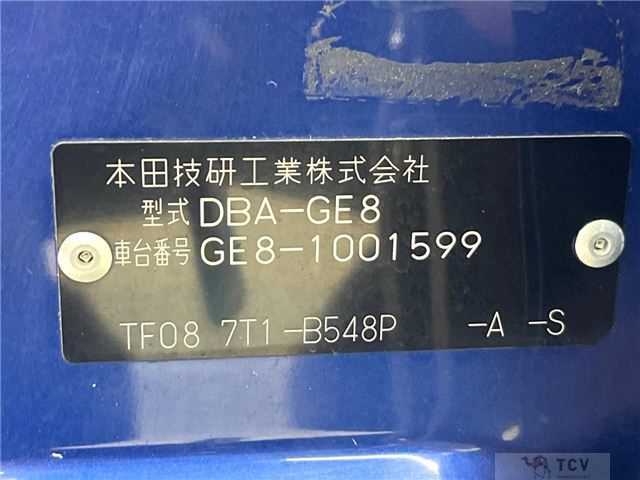 本田技研工業株式会社
型式 DBA-GE8
車台番号 GE8-1001599
TF08 7T1-B548P -A -S
TCV